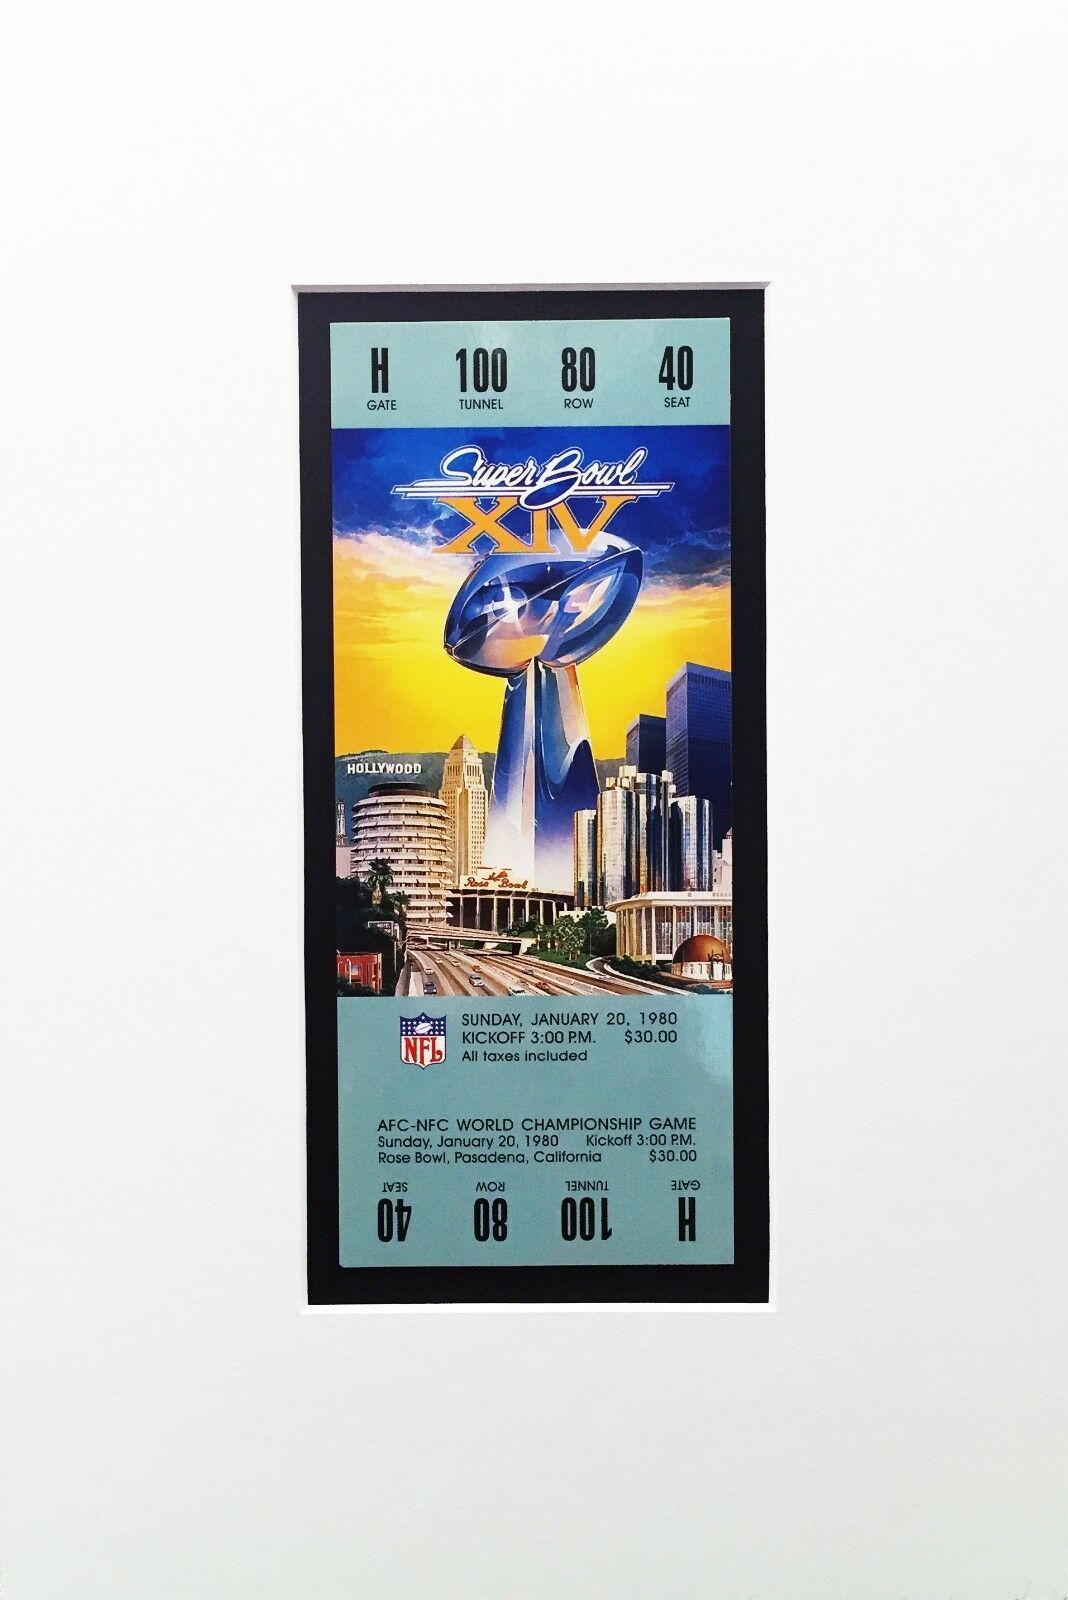 H 100 80 40
GATE TUNNEL ROW SEAT
Super Bowl
XIV
HOLLYWOOD
Rose Bowl
NFL
SUNDAY, JANUARY 20, 1980
KICKOFF 3:00 P.M. $30.00
All taxes included
AFC-NFC WORLD CHAMPIONSHIP GAME
Sunday, January 20, 1980 Kickoff 3:00 P.M.
Rose Bowl, Pasadena, California $30.00
H 100 80 40
GATE TUNNEL ROW SEAT